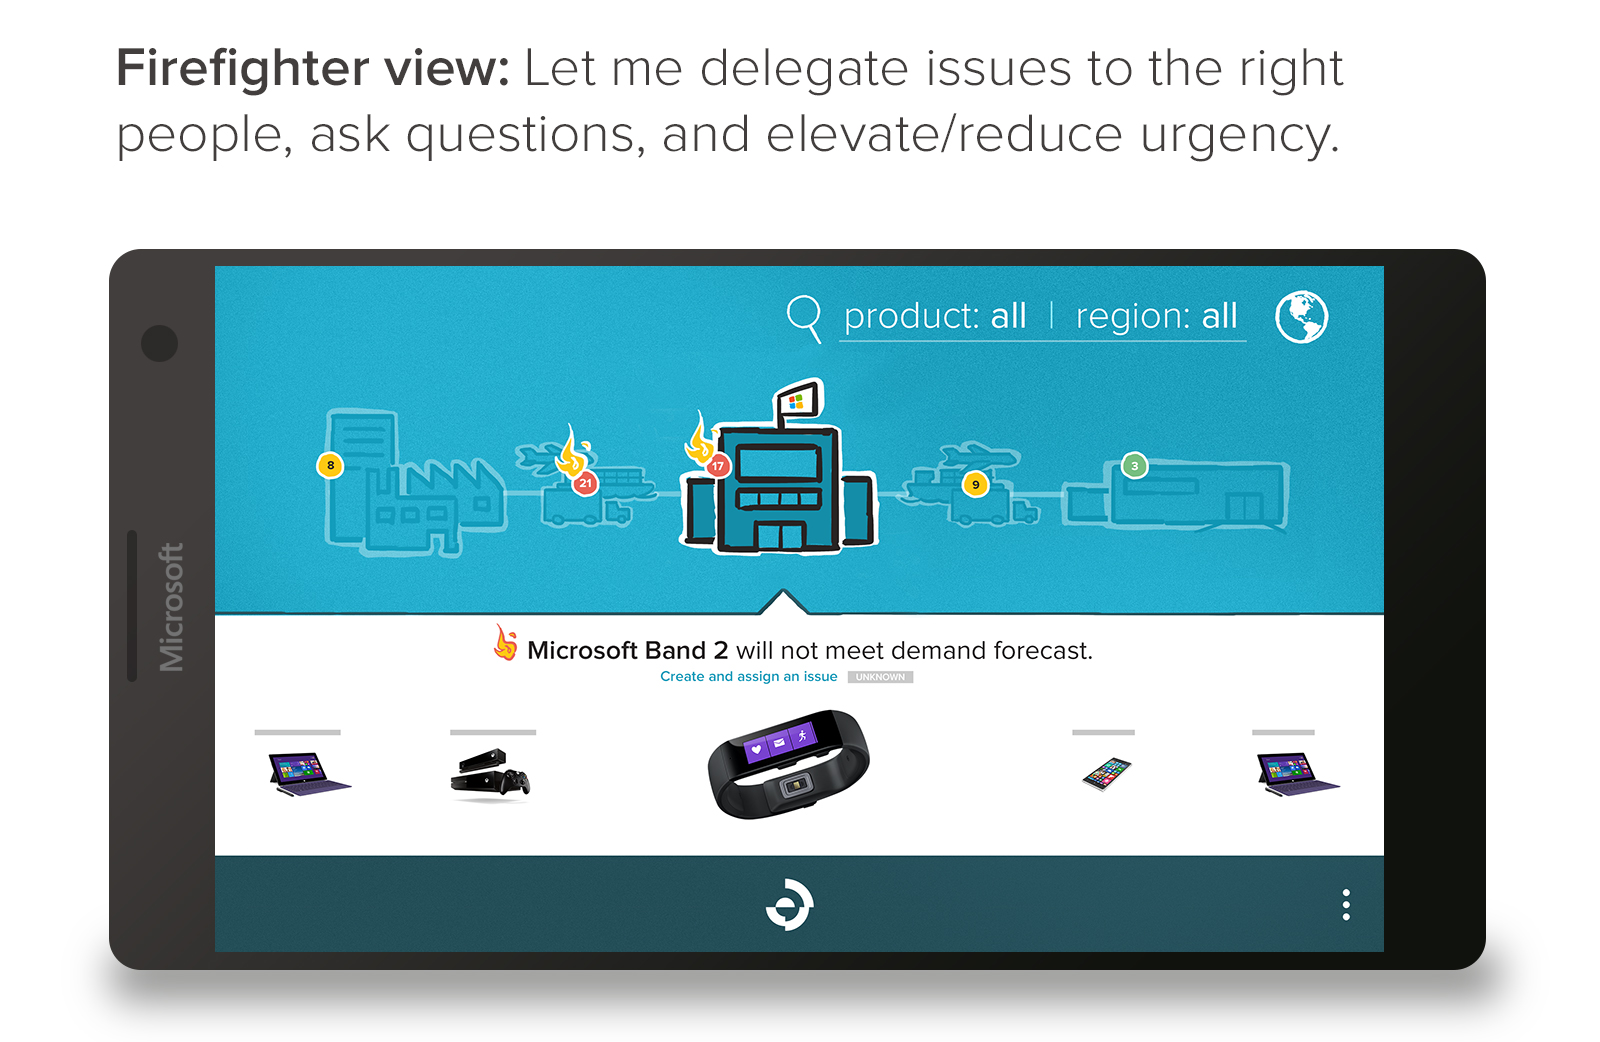 Firefighter view: Let me delegate issues to the right
people, ask questions, and elevate/reduce urgency.
product: all | region: all
8
21
17
9
3
Microsoft
Microsoft Band 2 will not meet demand forecast.
Create and assign an issue UNKNOWN